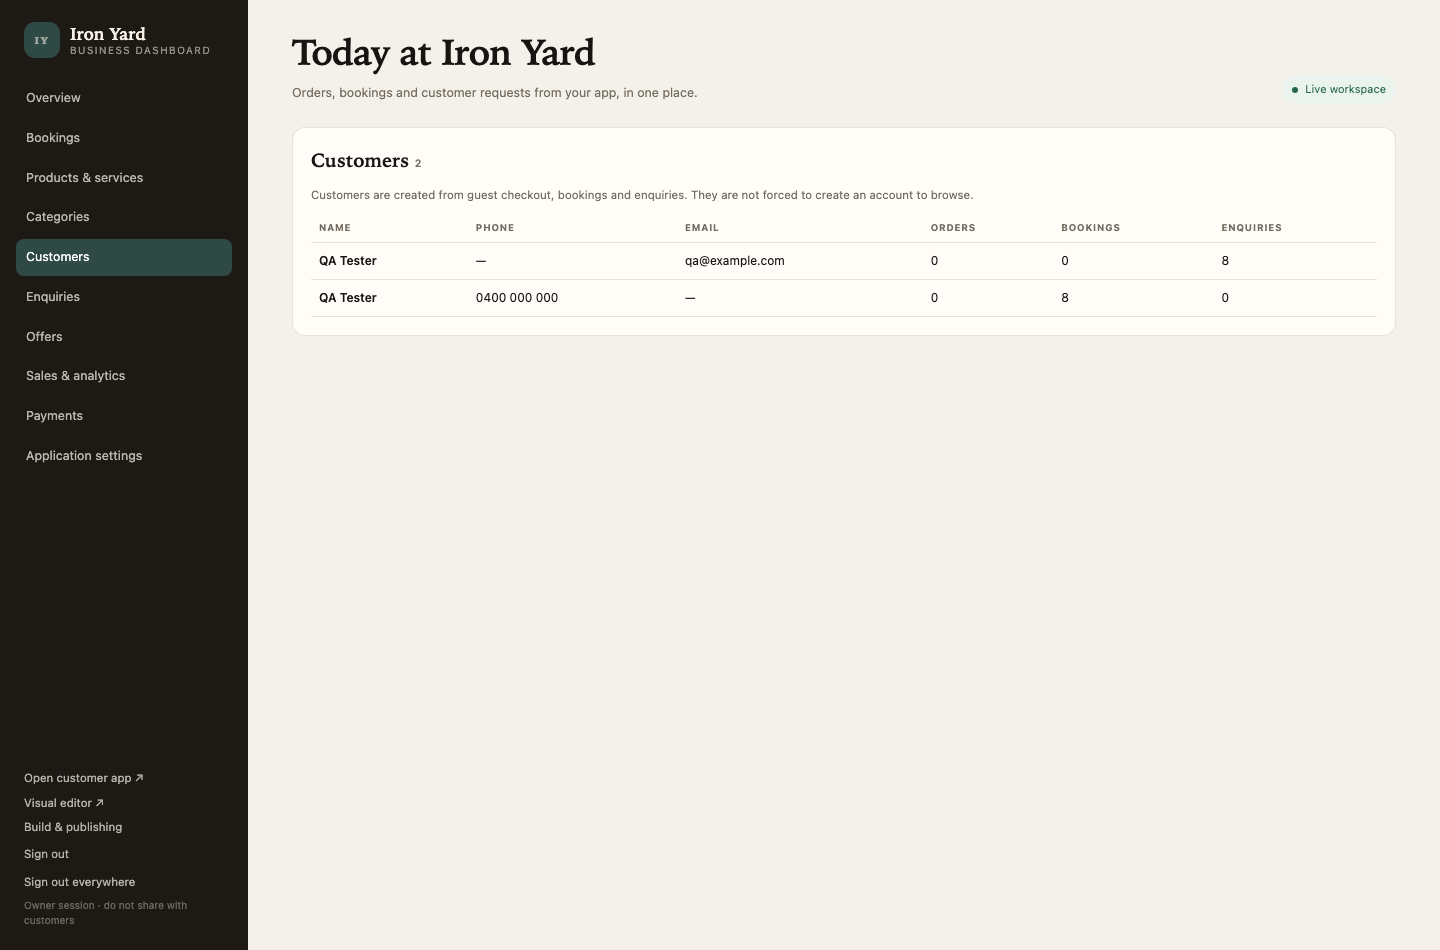 IY
Iron Yard
BUSINESS DASHBOARD
Overview
Bookings
Products & services
Categories
Customers
Enquiries
Offers
Sales & analytics
Payments
Application settings
Open customer app ↗
Visual editor ↗
Build & publishing
Sign out
Sign out everywhere
Owner session · do not share with
customers
Today at Iron Yard
Orders, bookings and customer requests from your app, in one place.
Live workspace
Customers 2
Customers are created from guest checkout, bookings and enquiries. They are not forced to create an account to browse.
NAME PHONE EMAIL ORDERS BOOKINGS ENQUIRIES
QA Tester — qa@example.com 0 0 8
QA Tester 0400 000 000 — 0 8 0